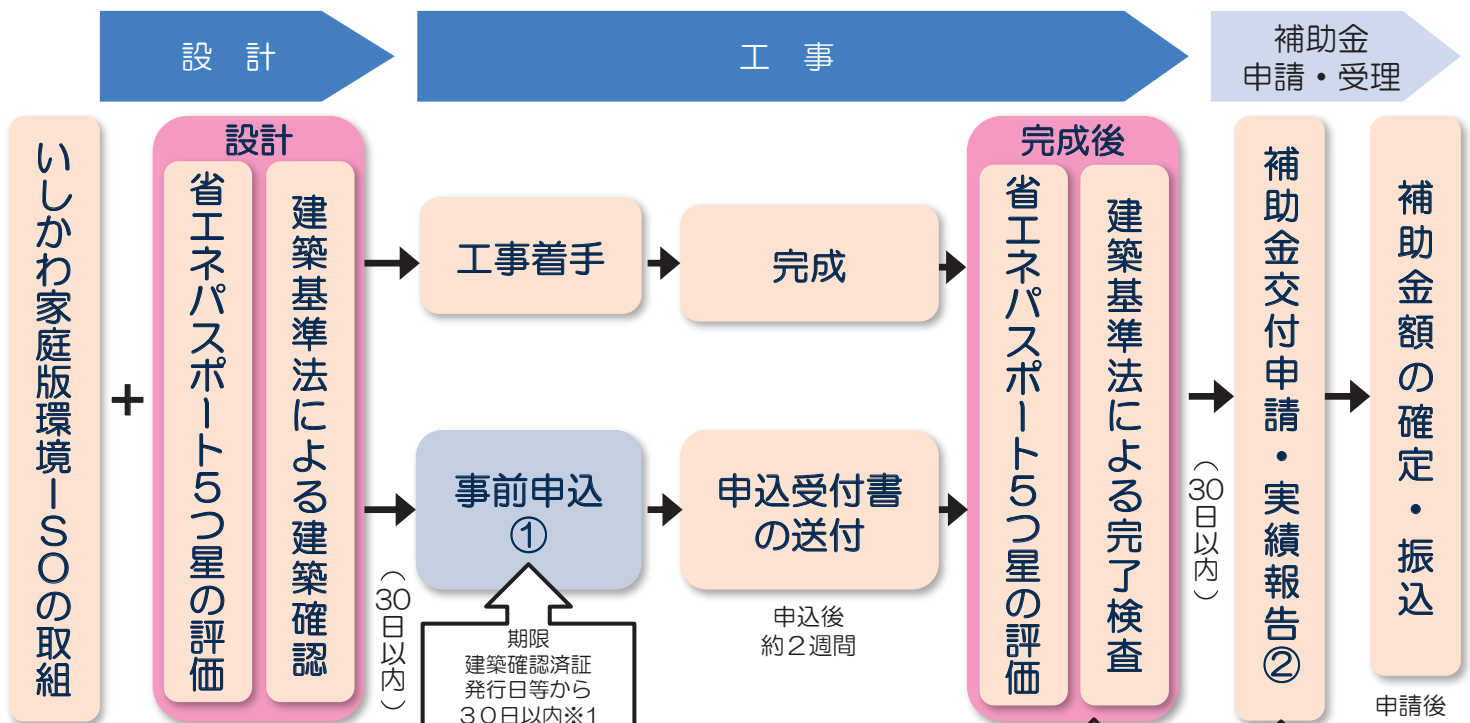 設 計
工 事
補助金
申請・受理
いしかわ家庭版環境ISOの取組
+
設計
省エネパスポート5つ星の評価
建築基準法による建築確認
工事着手
完成
(30日以内)
事前申込
①
申込受付書
の送付
期限
建築確認済証
発行日等から
30日以内※1
申込後
約2週間
完成後
省エネパスポート5つ星の評価
建築基準法による完了検査
(30日以内)
補助金交付申請・実績報告②
補助金額の確定・振込
申請後